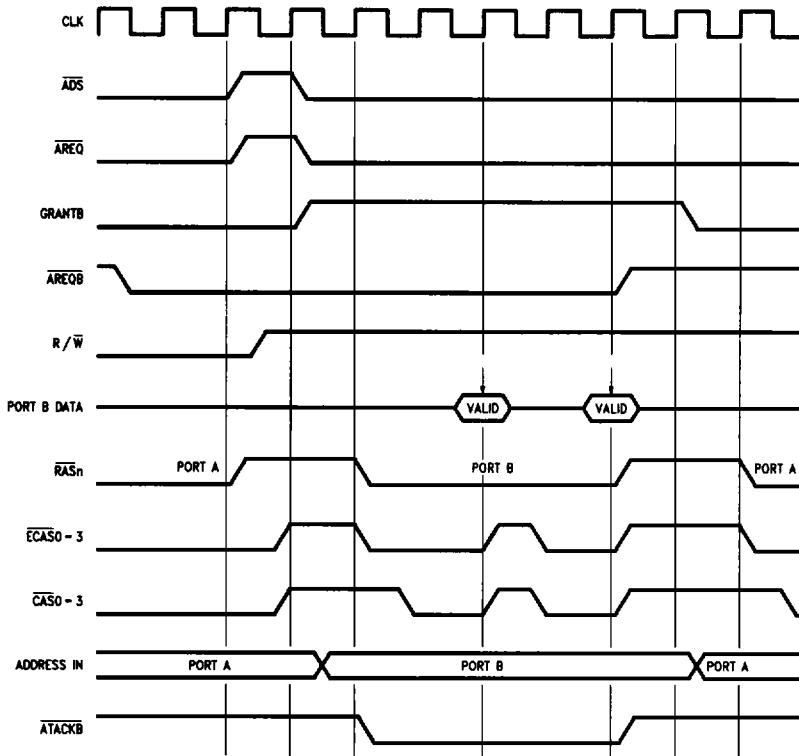 CLK
ADS
AREQ
GRANTB
AREQB
R/W
PORT B DATA VALID VALID
RASn PORT A PORT B PORT A
ECAS0-3
CAS0-3
ADDRESS IN PORT A PORT B PORT A
ATACKB